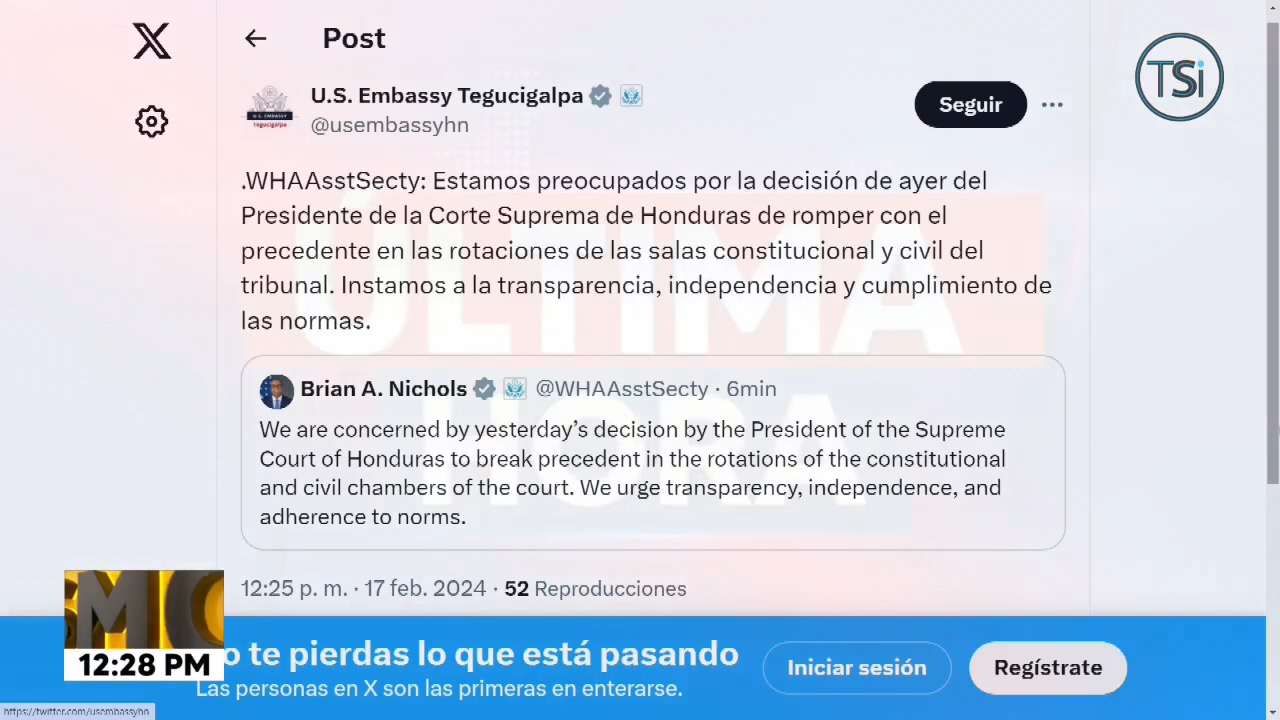 Post
TSi
U.S. Embassy Tegucigalpa
@usembassyhn
Seguir
.WHAAsstSecty: Estamos preocupados por la decisión de ayer del
Presidente de la Corte Suprema de Honduras de romper con el
precedente en las rotaciones de las salas constitucional y civil del
tribunal. Instamos a la transparencia, independencia y cumplimiento de
las normas.
ÚLTIMA
HORA
Brian A. Nichols @WHAAsstSecty · 6min
We are concerned by yesterday’s decision by the President of the Supreme
Court of Honduras to break precedent in the rotations of the constitutional
and civil chambers of the court. We urge transparency, independence, and
adherence to norms.
12:25 p. m. · 17 feb. 2024 · 52 Reproducciones
o te pierdas lo que está pasando
Las personas en X son las primeras en enterarse.
Iniciar sesión
Regístrate
12:28 PM
https://twitter.com/usembassyhn